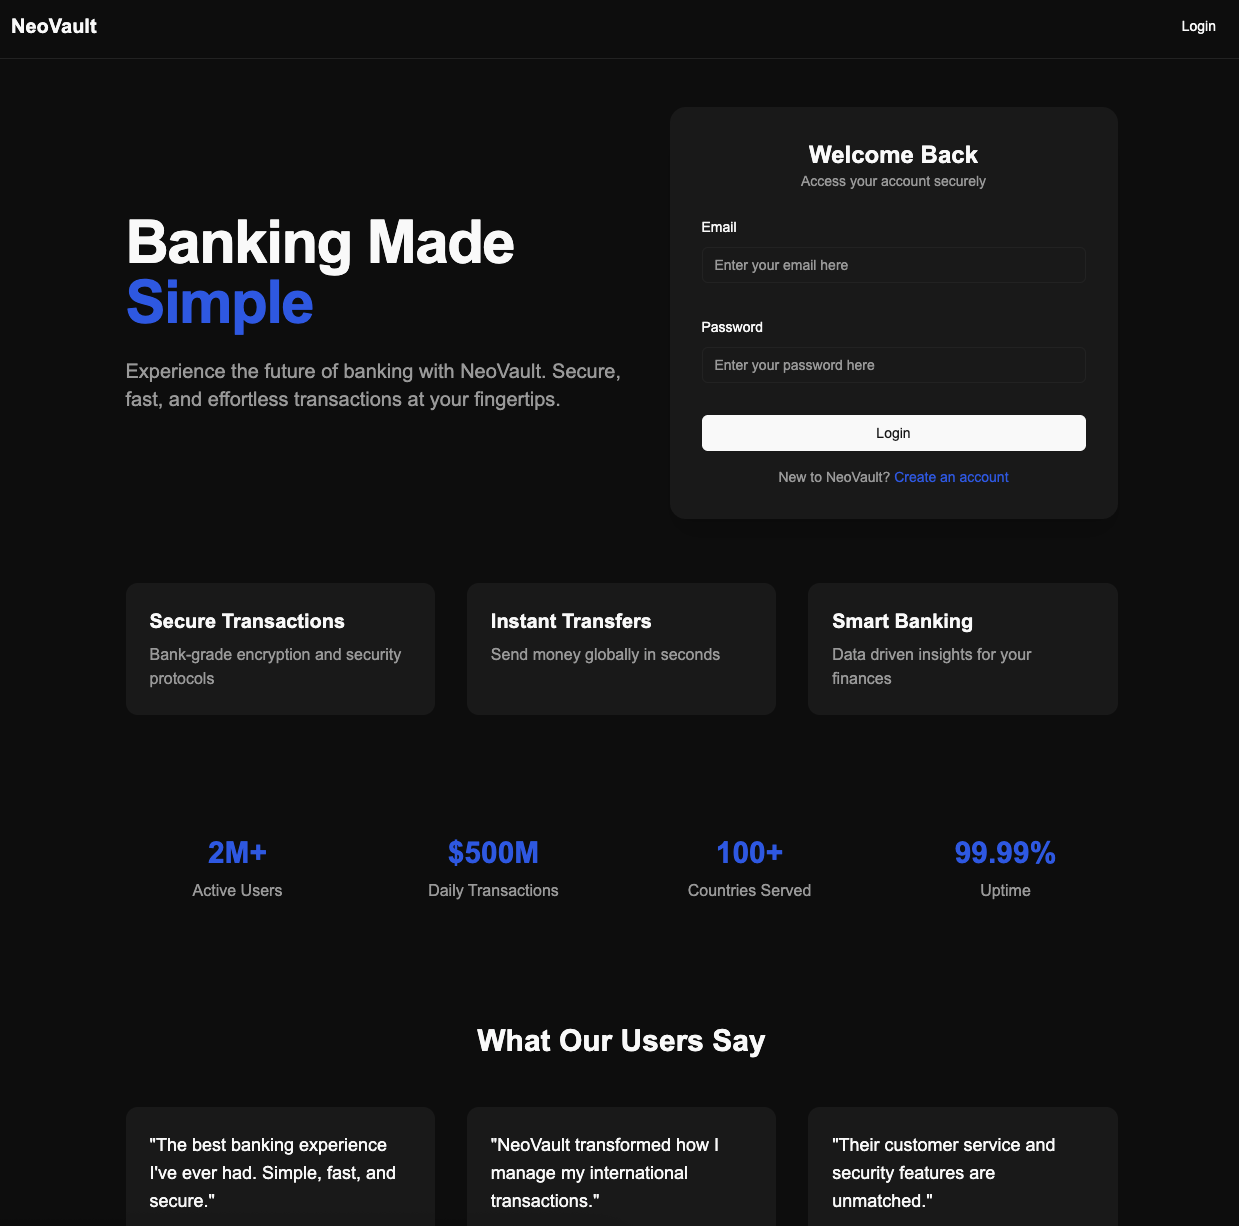 NeoVault
Login
Banking Made
Simple
Experience the future of banking with NeoVault. Secure,
fast, and effortless transactions at your fingertips.
Welcome Back
Access your account securely
Email
Enter your email here
Password
Enter your password here
Login
New to NeoVault? Create an account
Secure Transactions
Bank-grade encryption and security
protocols
Instant Transfers
Send money globally in seconds
Smart Banking
Data driven insights for your
finances
2M+
Active Users
$500M
Daily Transactions
100+
Countries Served
99.99%
Uptime
What Our Users Say
"The best banking experience
I've ever had. Simple, fast, and
secure."
"NeoVault transformed how I
manage my international
transactions."
"Their customer service and
security features are
unmatched."